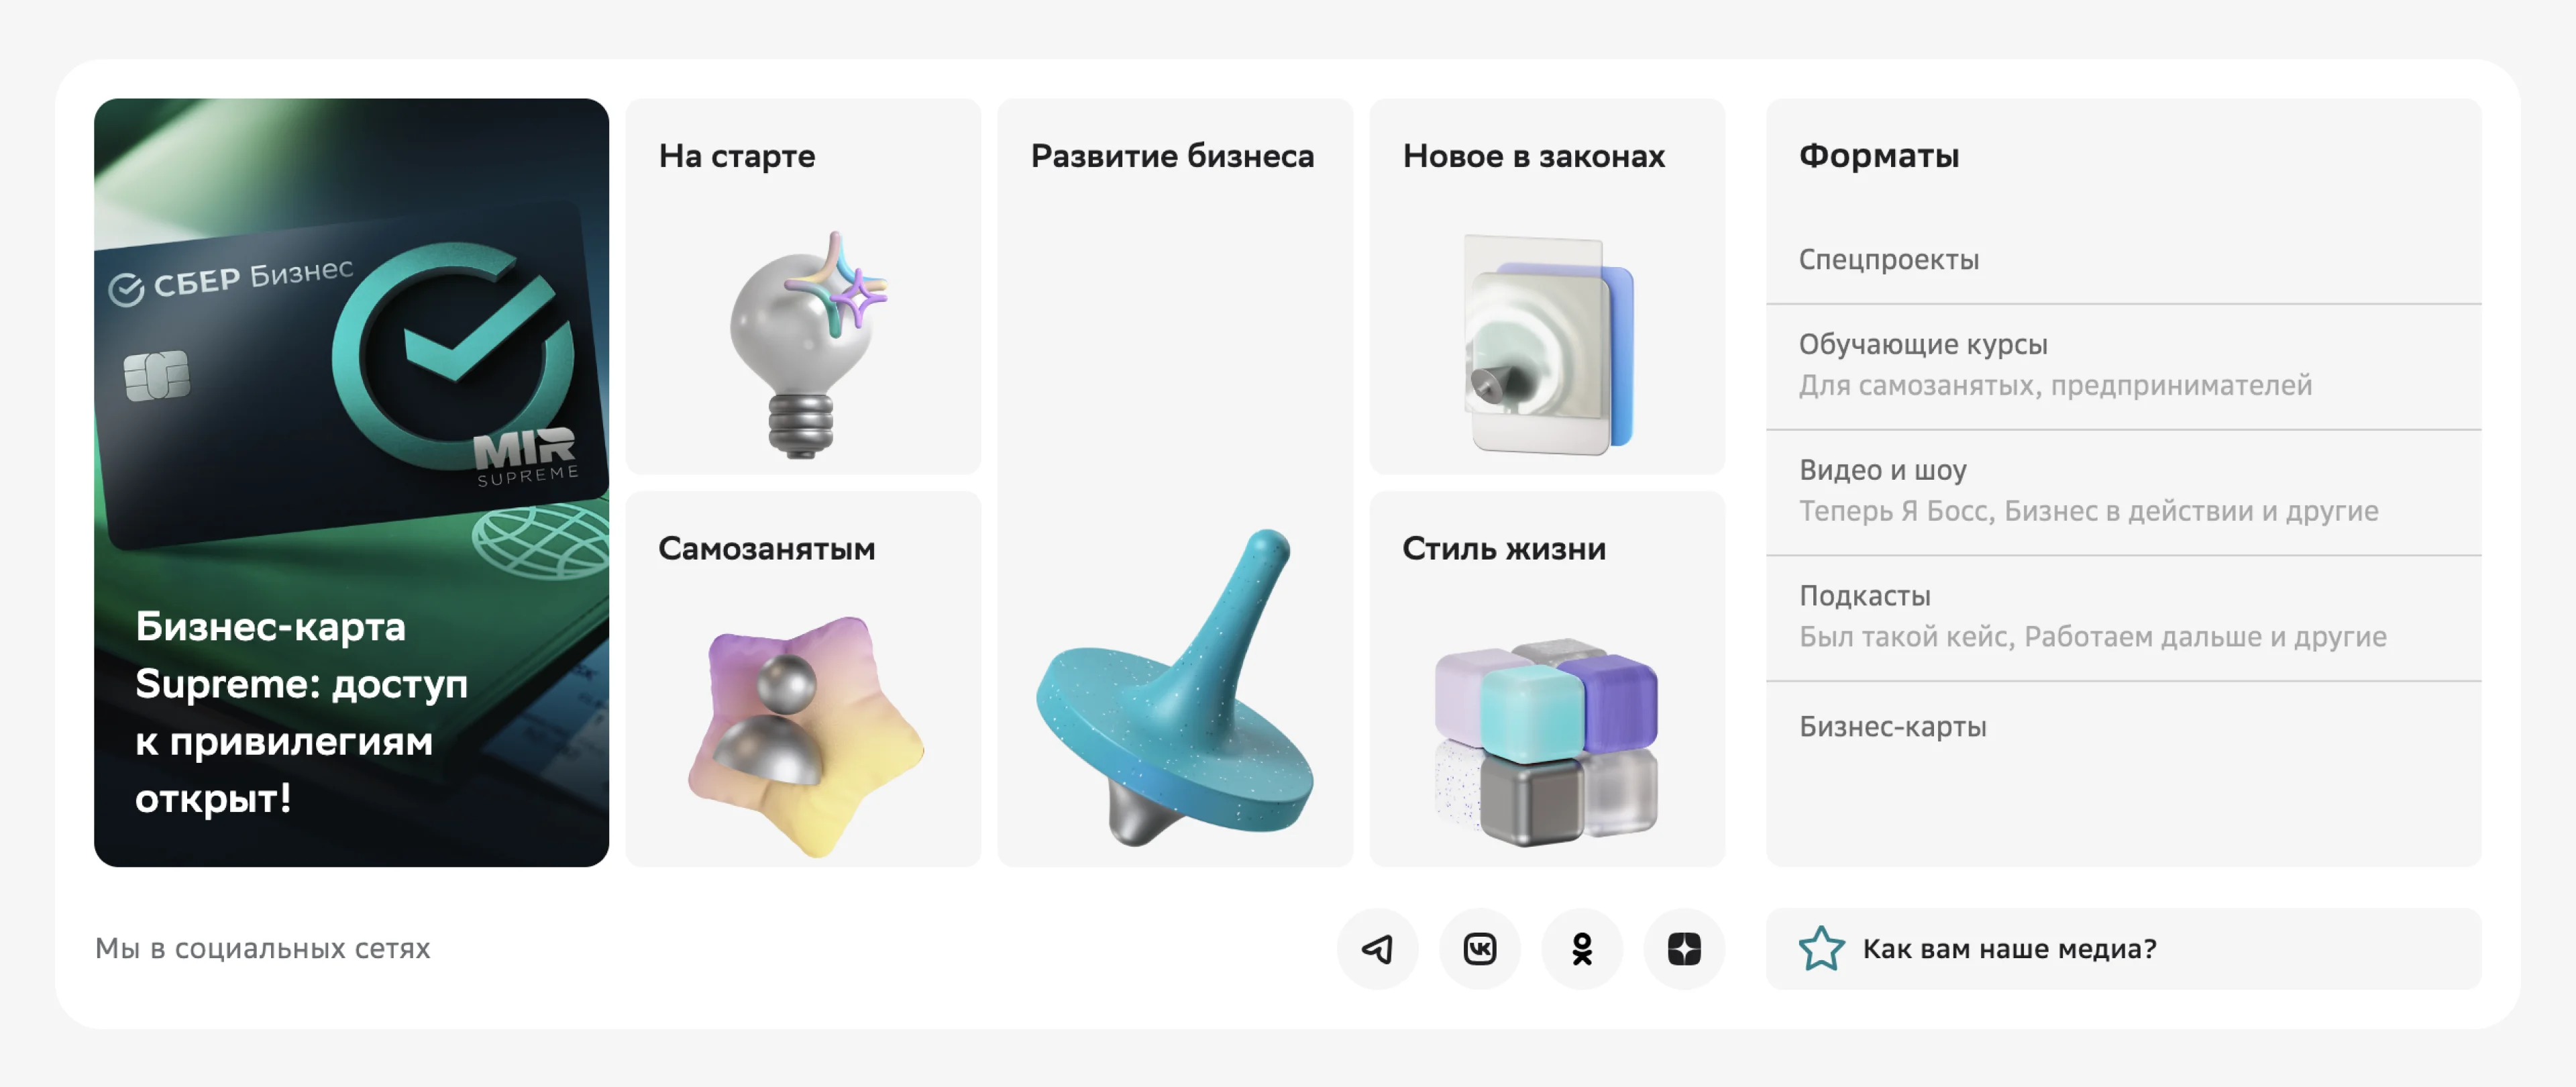 СБЕР Бизнес
MIR
SUPREME
Бизнес-карта
Supreme: доступ
к привилегиям
открыт!
На старте
Самозанятым
Развитие бизнеса
Новое в законах
Стиль жизни
Форматы
Спецпроекты
Обучающие курсы
Для самозанятых, предпринимателей
Видео и шоу
Теперь Я Босс, Бизнес в действии и другие
Подкасты
Был такой кейс, Работаем дальше и другие
Бизнес-карты
Мы в социальных сетях
Как вам наше медиа?